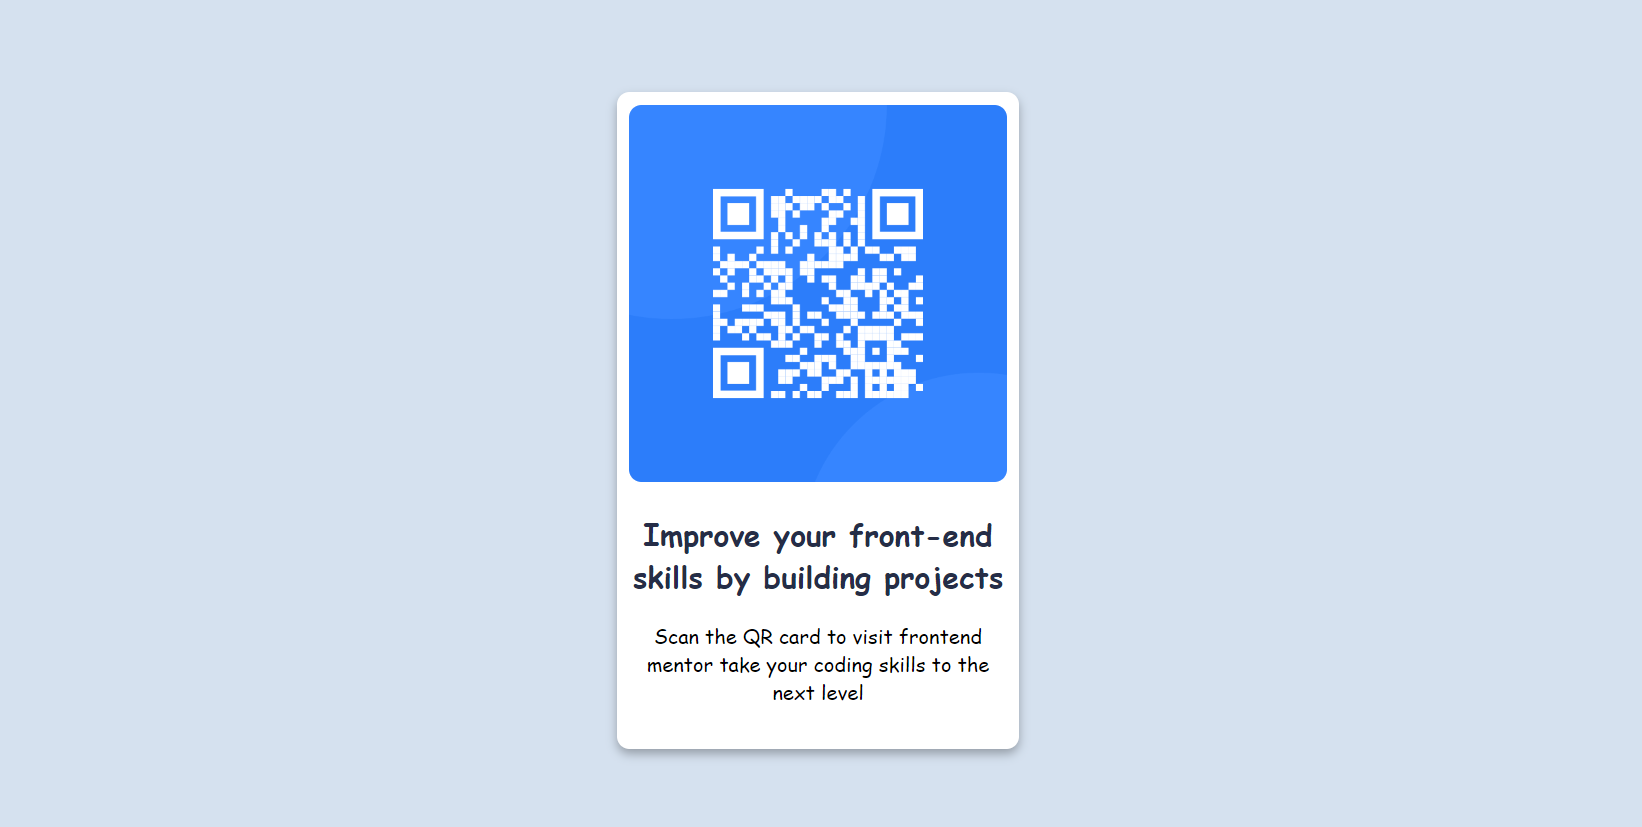 Improve your front-end
skills by building projects
Scan the QR card to visit frontend
mentor take your coding skills to the
next level